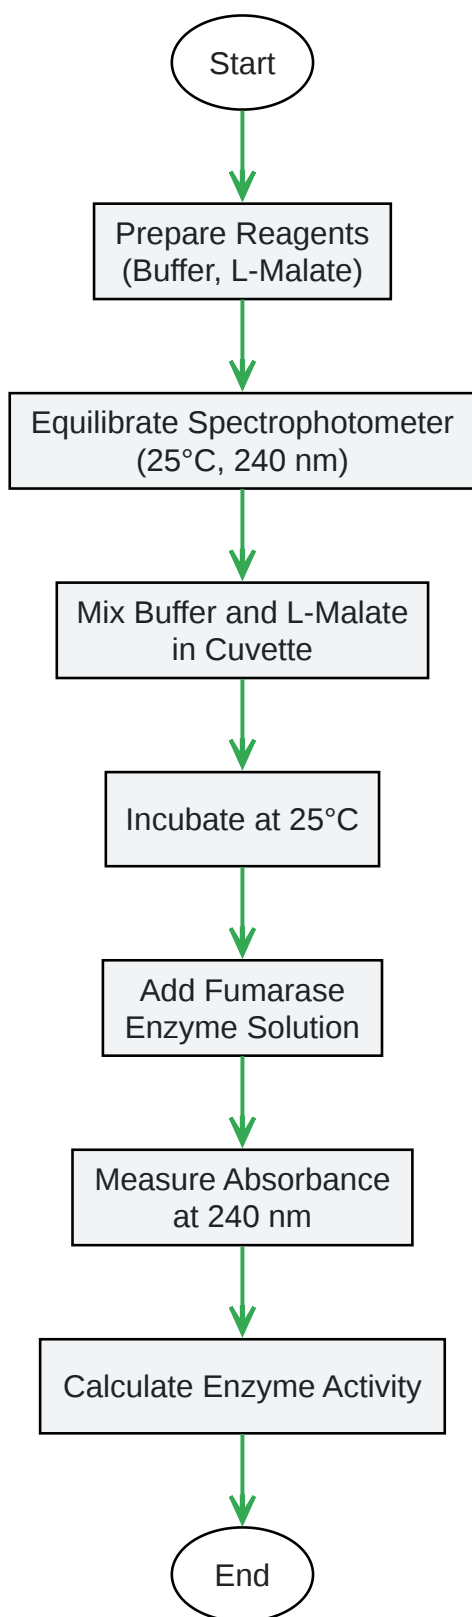 Start
Prepare Reagents
(Buffer, L-Malate)
Equilibrate Spectrophotometer
(25°C, 240 nm)
Mix Buffer and L-Malate
in Cuvette
Incubate at 25°C
Add Fumarase
Enzyme Solution
Measure Absorbance
at 240 nm
Calculate Enzyme Activity
End